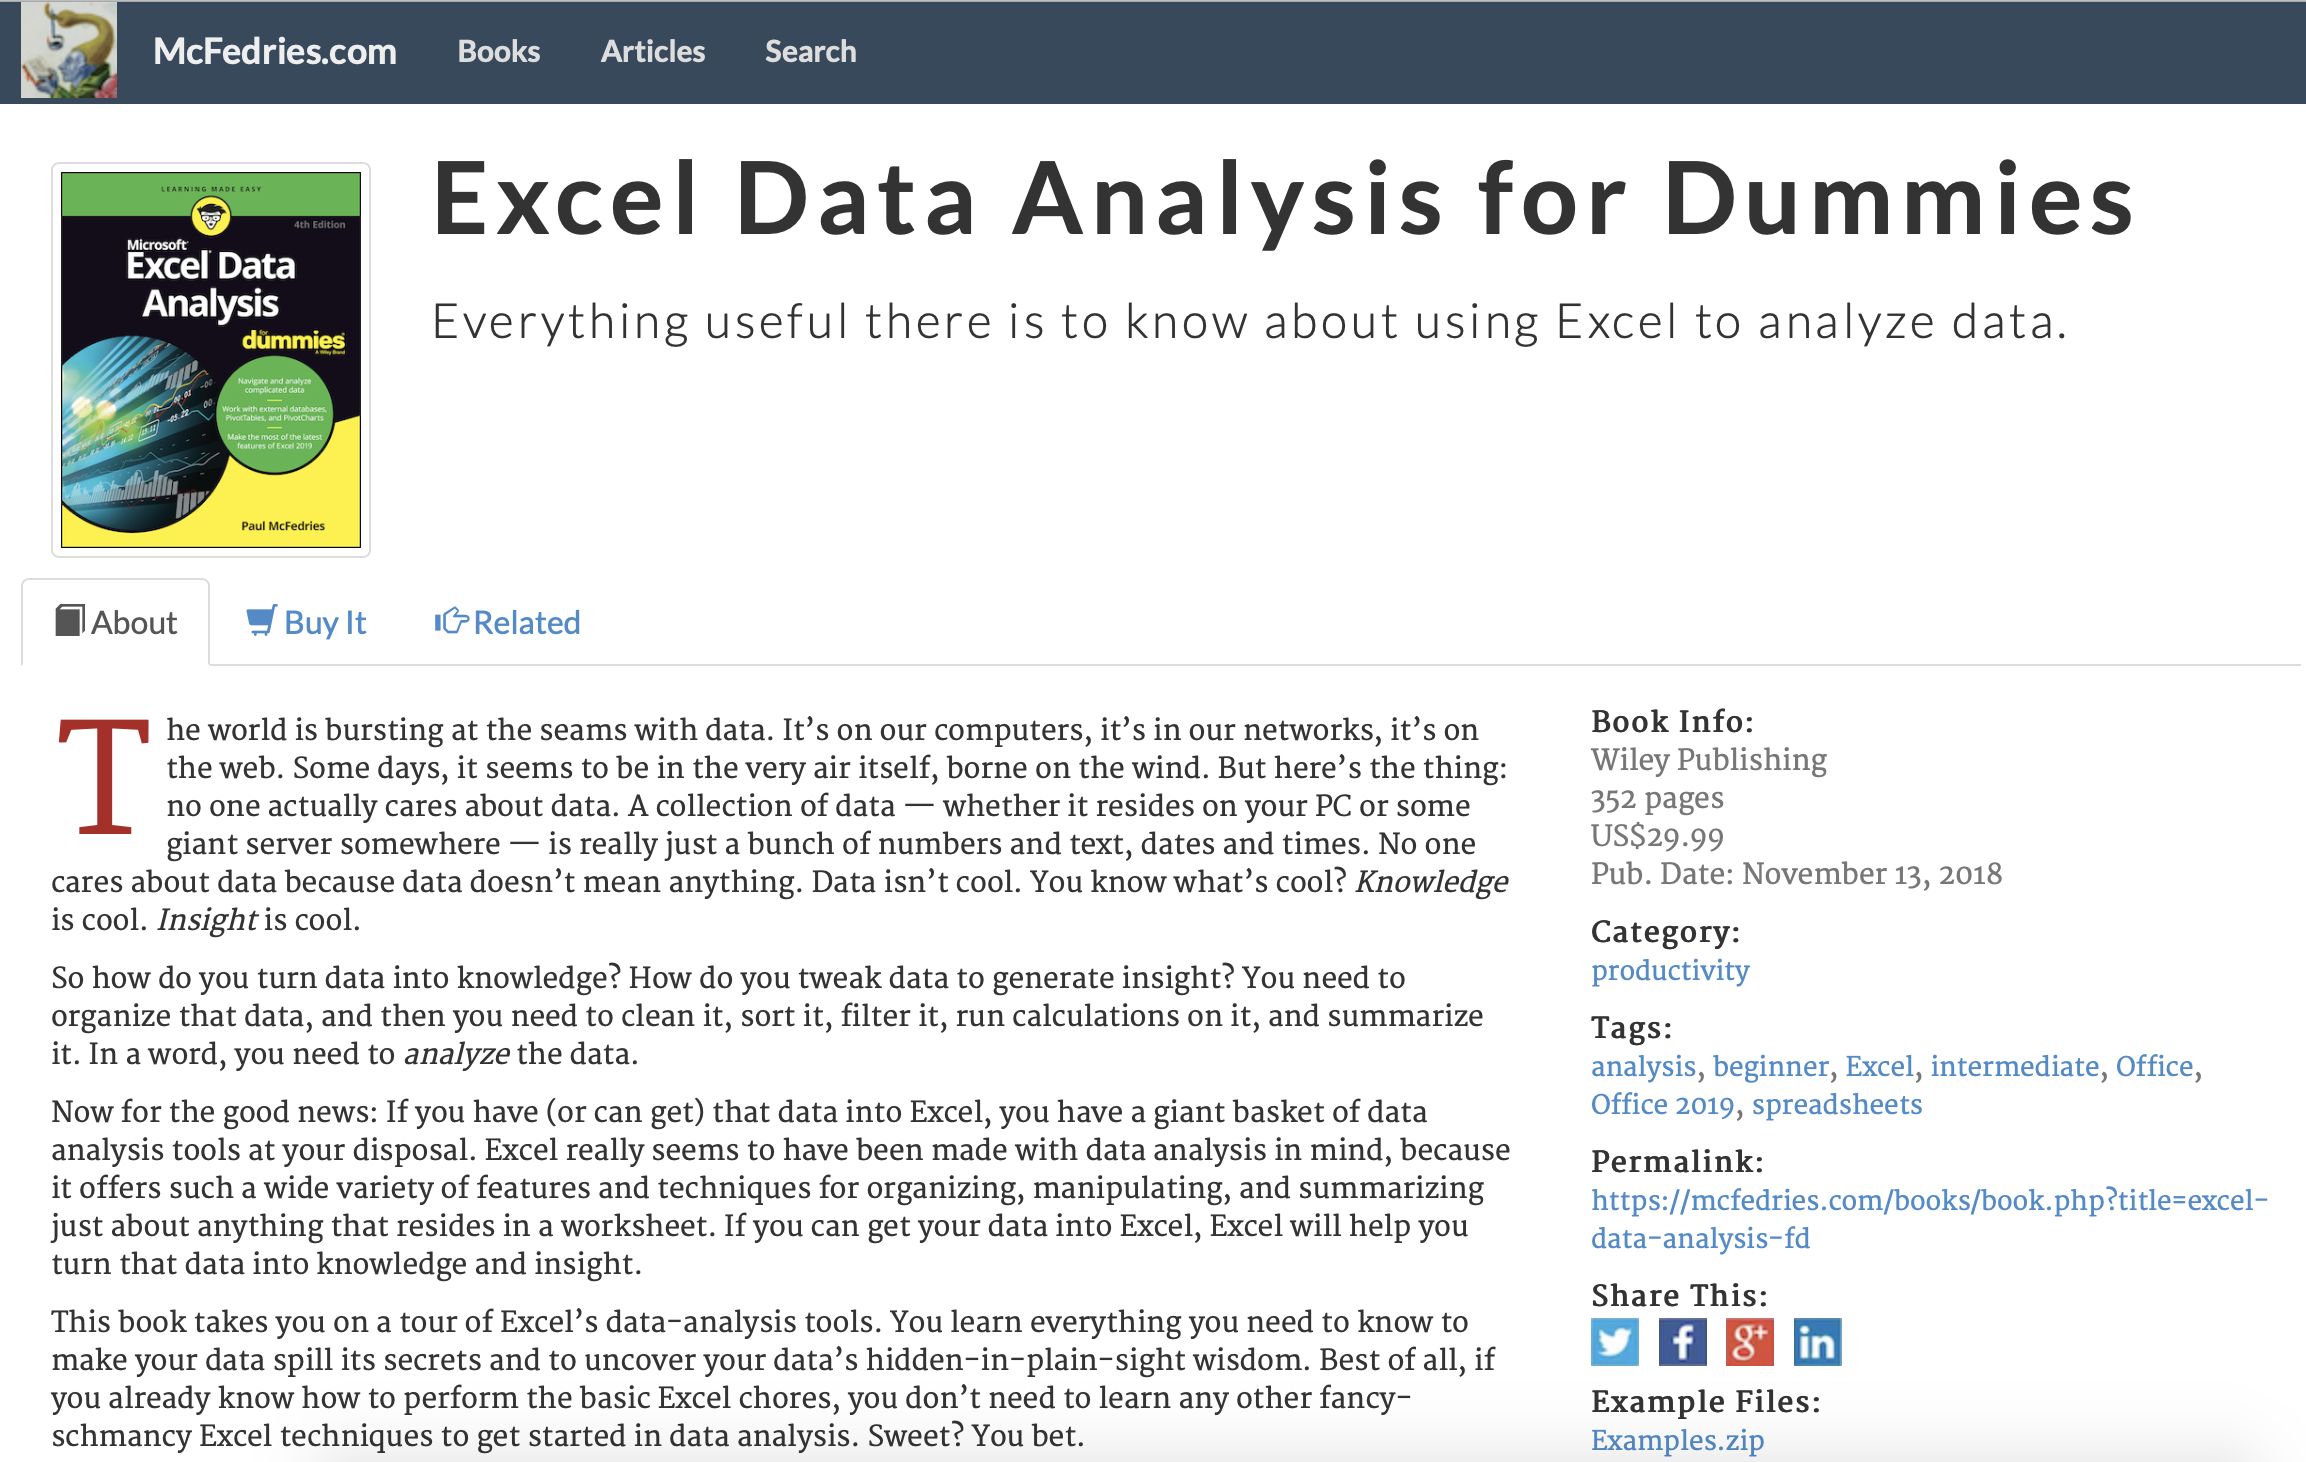 McFedries.com Books Articles Search
LEARNING MADE EASY
4th Edition
Microsoft
Excel Data
Analysis
for
dummies
A Wiley Brand
Navigate and analyze
complicated data
Work with external databases,
PivotTables, and PivotCharts
Make the most of the latest
features of Excel 2019
Paul McFedries
Excel Data Analysis for Dummies
Everything useful there is to know about using Excel to analyze data.
About Buy It Related
The world is bursting at the seams with data. It’s on our computers, it’s in our networks, it’s on
the web. Some days, it seems to be in the very air itself, borne on the wind. But here’s the thing:
no one actually cares about data. A collection of data — whether it resides on your PC or some
giant server somewhere — is really just a bunch of numbers and text, dates and times. No one
cares about data because data doesn’t mean anything. Data isn’t cool. You know what’s cool? Knowledge
is cool. Insight is cool.
So how do you turn data into knowledge? How do you tweak data to generate insight? You need to
organize that data, and then you need to clean it, sort it, filter it, run calculations on it, and summarize
it. In a word, you need to analyze the data.
Now for the good news: If you have (or can get) that data into Excel, you have a giant basket of data
analysis tools at your disposal. Excel really seems to have been made with data analysis in mind, because
it offers such a wide variety of features and techniques for organizing, manipulating, and summarizing
just about anything that resides in a worksheet. If you can get your data into Excel, Excel will help you
turn that data into knowledge and insight.
This book takes you on a tour of Excel’s data-analysis tools. You learn everything you need to know to
make your data spill its secrets and to uncover your data’s hidden-in-plain-sight wisdom. Best of all, if
you already know how to perform the basic Excel chores, you don’t need to learn any other fancy-
schmancy Excel techniques to get started in data analysis. Sweet? You bet.
Book Info:
Wiley Publishing
352 pages
US$29.99
Pub. Date: November 13, 2018
Category:
productivity
Tags:
analysis, beginner, Excel, intermediate, Office,
Office 2019, spreadsheets
Permalink:
https://mcfedries.com/books/book.php?title=excel-
data-analysis-fd
Share This:
Example Files:
Examples.zip